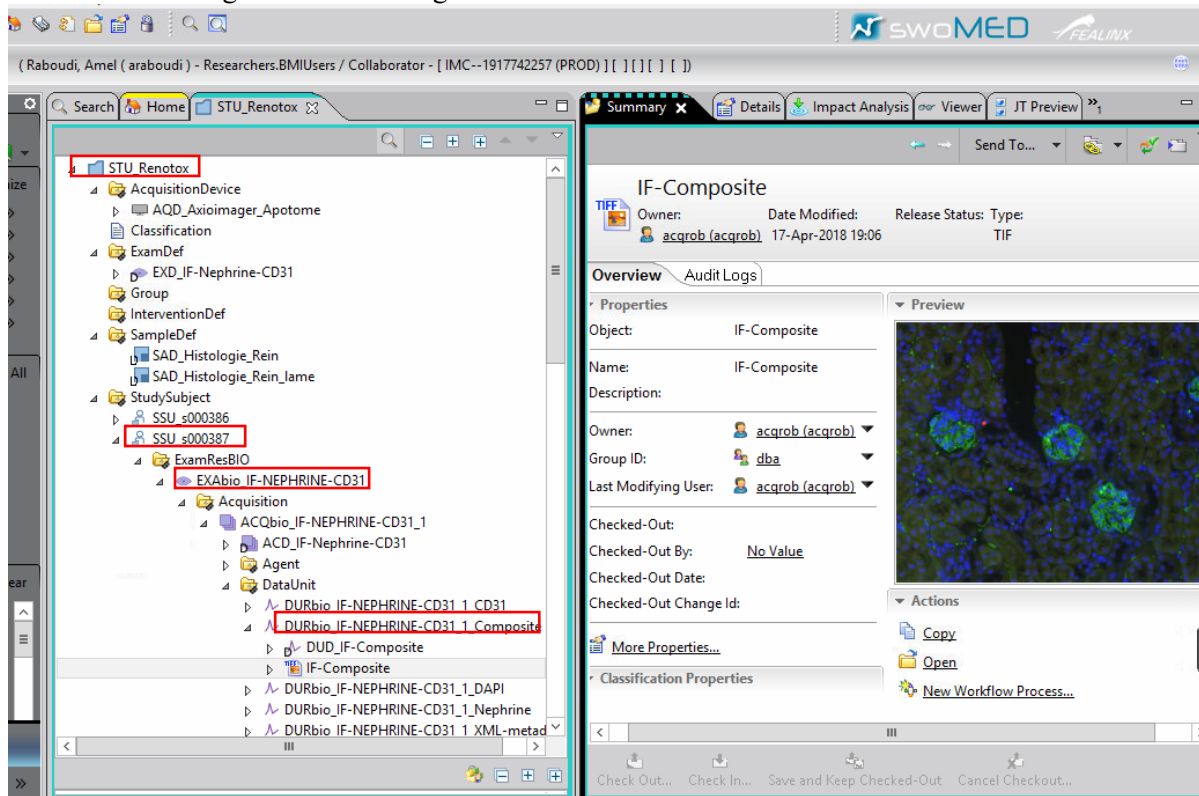 swoMED FEALINX
( Raboudi, Amel ( araboudi ) - Researchers.BMIUsers / Collaborator - [ IMC--1917742257 (PROD) ] [ ] [ ] [ ] [ ])
Search Home STU_Renotox
STU_Renotox
AcquisitionDevice
AQD_Axioimager_Apotome
Classification
ExamDef
EXD_IF-Nephrine-CD31
Group
InterventionDef
SampleDef
SAD_Histologie_Rein
SAD_Histologie_Rein_lame
StudySubject
SSU_s000386
SSU_s000387
ExamResBIO
EXAbio_IF-NEPHRINE-CD31
Acquisition
ACQbio_IF-NEPHRINE-CD31_1
ACD_IF-Nephrine-CD31
Agent
DataUnit
DURbio_IF-NEPHRINE-CD31_1_CD31
DURbio_IF-NEPHRINE-CD31_1_Composite
DUD_IF-Composite
IF-Composite
DURbio_IF-NEPHRINE-CD31_1_DAPI
DURbio_IF-NEPHRINE-CD31_1_Nephrine
DURbio_IF-NEPHRINE-CD31_1_XML-metad
ize
All
ear
Summary Details Impact Analysis Viewer JT Preview »1
Send To...
TIFF IF-Composite
Owner: Date Modified: Release Status: Type:
acqrob (acqrob) 17-Apr-2018 19:06 TIF
Overview Audit Logs
Properties
Object: IF-Composite
Name: IF-Composite
Description:
Owner: acqrob (acqrob)
Group ID: dba
Last Modifying User: acqrob (acqrob)
Checked-Out:
Checked-Out By: No Value
Checked-Out Date:
Checked-Out Change Id:
More Properties...
Classification Properties
Preview
Actions
Copy
Open
New Workflow Process...
Check Out... Check In... Save and Keep Checked-Out Cancel Checkout...